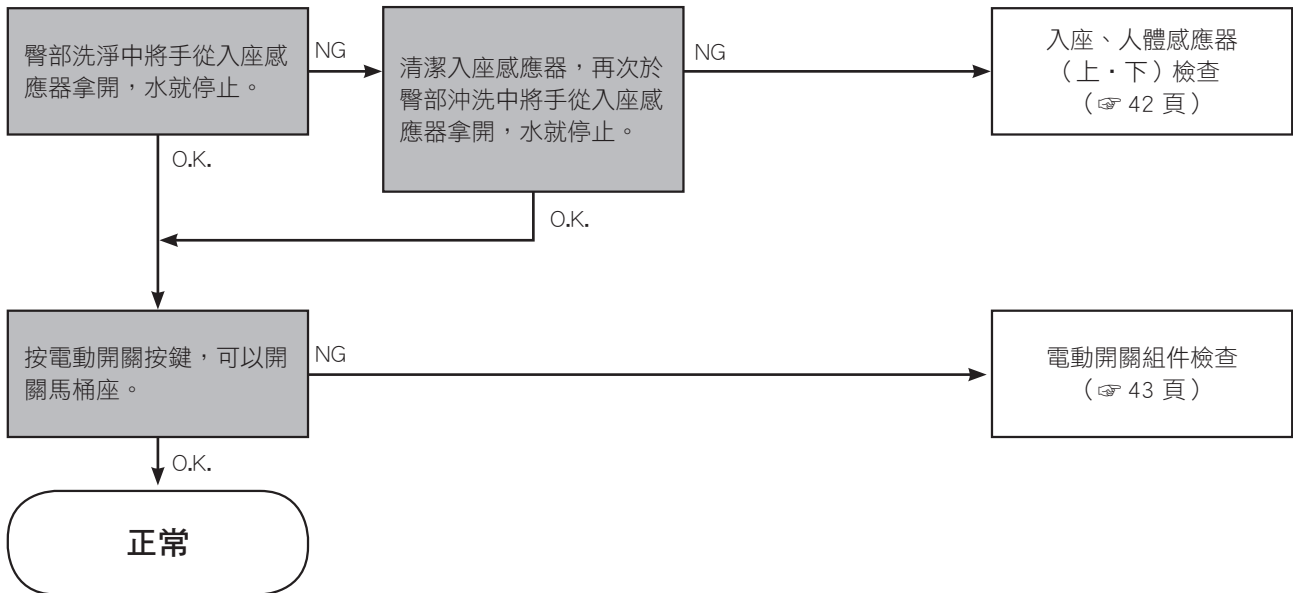 臀部洗淨中將手從入座感
應器拿開，水就停止。
NG
清潔入座感應器，再次於
臀部沖洗中將手從入座感
應器拿開，水就停止。
NG
入座、人體感應器
（上・下）檢查
（☞ 42 頁）
O.K.
O.K.
按電動開關按鍵，可以開
關馬桶座。
NG
電動開關組件檢查
（☞ 43 頁）
O.K.
正常